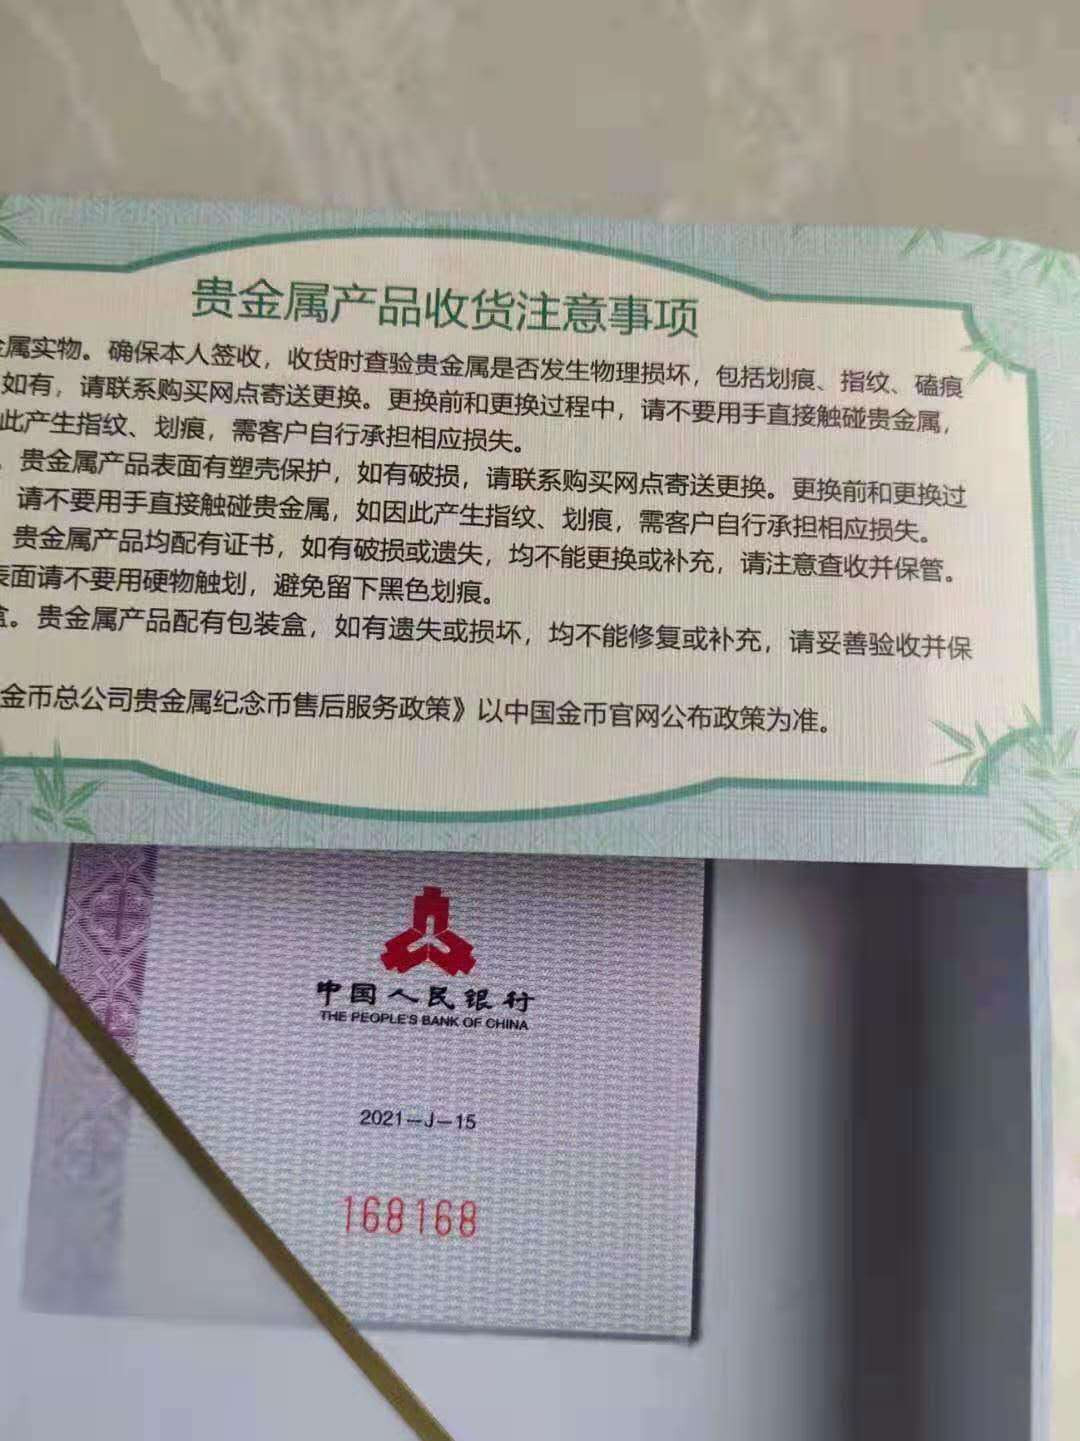 贵金属产品收货注意事项
属实物。确保本人签收，收货时查验贵金属是否发生物理损坏，包括划痕、指纹、磕痕
如有，请联系购买网点寄送更换。更换前和更换过程中，请不要用手直接触碰贵金属，
此产生指纹、划痕，需客户自行承担相应损失。
贵金属产品表面有塑壳保护，如有破损，请联系购买网点寄送更换。更换前和更换过
请不要用手直接触碰贵金属，如因此产生指纹、划痕，需客户自行承担相应损失。
贵金属产品均配有证书，如有破损或遗失，均不能更换或补充，请注意查收并保管。
表面请不要用硬物触划，避免留下黑色划痕。
盒。贵金属产品配有包装盒，如有遗失或损坏，均不能修复或补充，请妥善验收并保
金币总公司贵金属纪念币售后服务政策》以中国金币官网公布政策为准。
中国人民银行
THE PEOPLE'S BANK OF CHINA
2021-J-15
168168